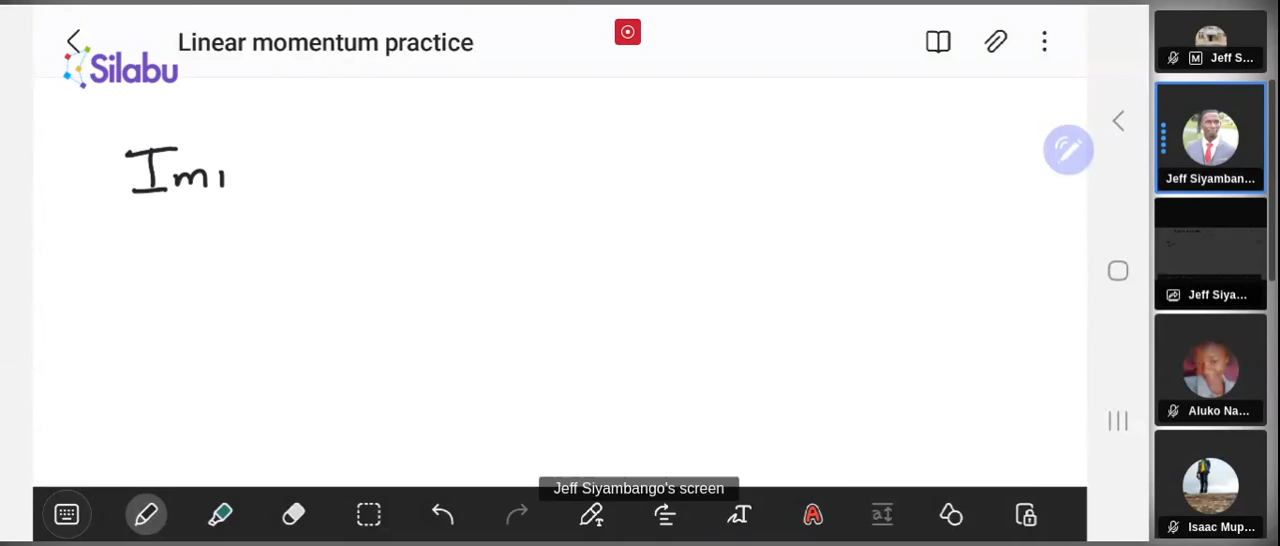 Linear momentum practice
Silabu
Im
Jeff Siyambango's screen
M Jeff S...
Jeff Siyamban...
Jeff Siya...
Aluko Na...
Isaac Mup...